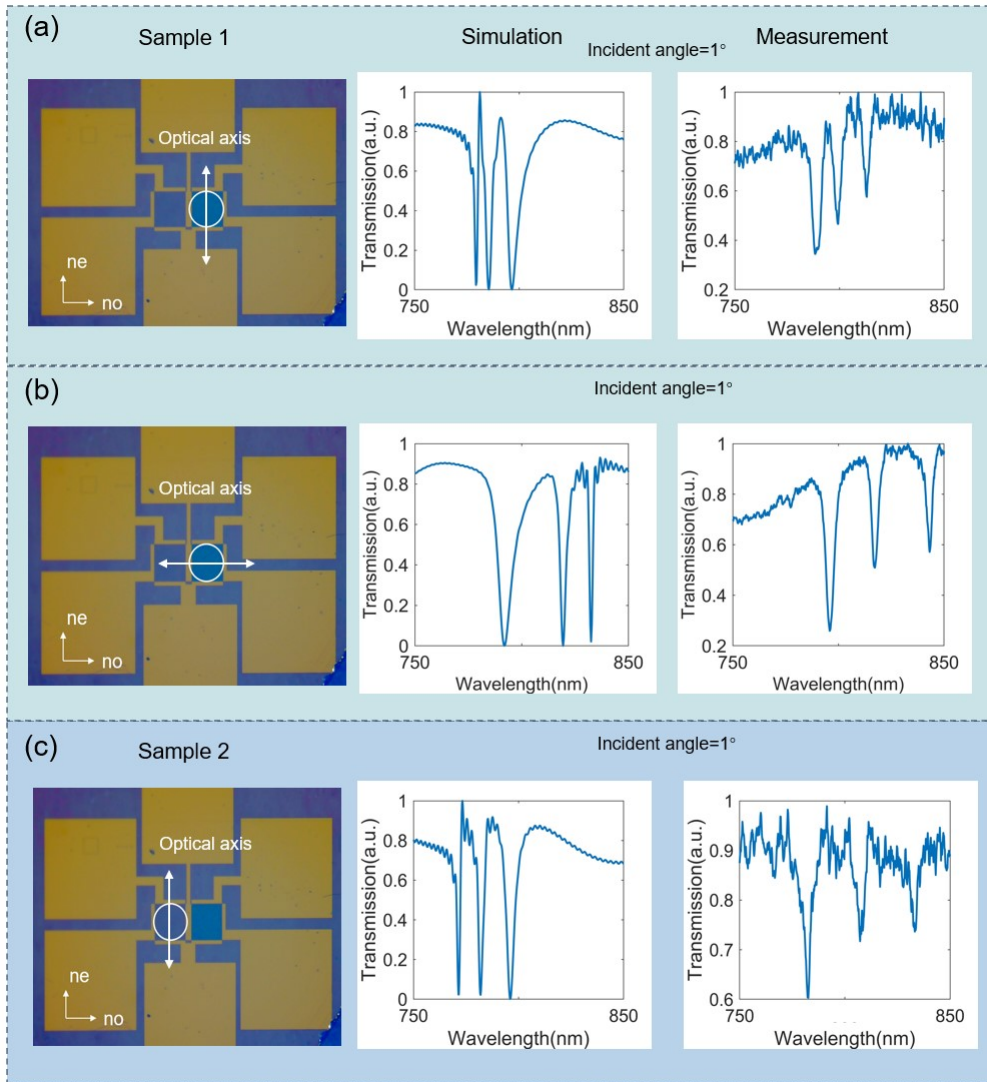 (a)
Sample 1
Simulation
Measurement
Incident angle=1°
Optical axis
ne
no
Transmission(a.u.)
1
0.8
0.6
0.4
0.2
0
750
850
Wavelength(nm)
Transmission(a.u.)
1
0.8
0.6
0.4
0.2
750
850
Wavelength(nm)
(b)
Incident angle=1°
Optical axis
ne
no
Transmission(a.u.)
1
0.8
0.6
0.4
0.2
0
750
850
Wavelength(nm)
Transmission(a.u.)
1
0.8
0.6
0.4
0.2
750
850
Wavelength(nm)
(c)
Sample 2
Incident angle=1°
Optical axis
ne
no
Transmission(a.u.)
1
0.8
0.6
0.4
0.2
0
750
850
Wavelength(nm)
Transmission(a.u.)
1
0.9
0.8
0.7
0.6
750
850
Wavelength(nm)